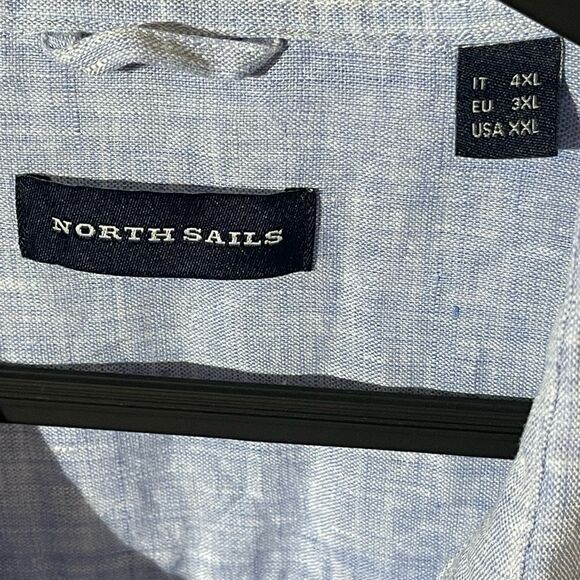 IT 4XL
EU 3XL
USA XXL
NORTH SAILS